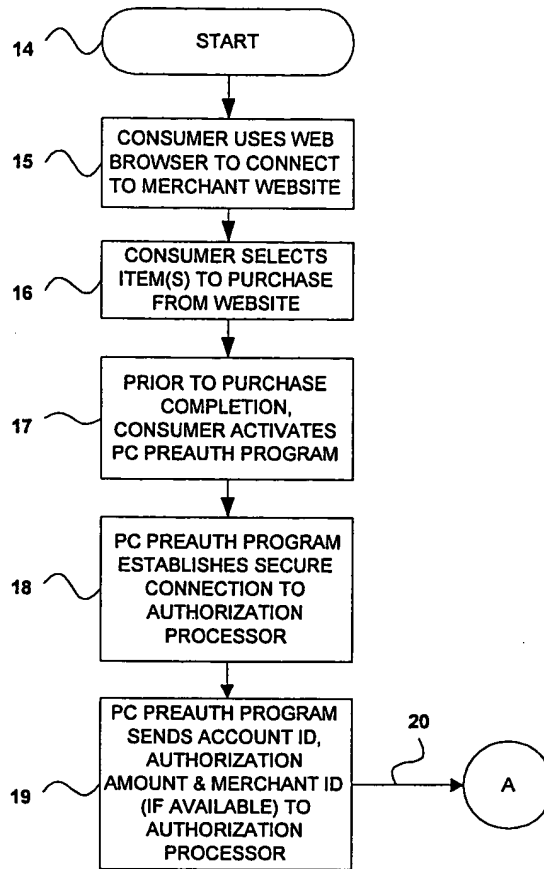 14
START
15
CONSUMER USES WEB
BROWSER TO CONNECT
TO MERCHANT WEBSITE
16
CONSUMER SELECTS
ITEM(S) TO PURCHASE
FROM WEBSITE
17
PRIOR TO PURCHASE
COMPLETION,
CONSUMER ACTIVATES
PC PREAUTH PROGRAM
18
PC PREAUTH PROGRAM
ESTABLISHES SECURE
CONNECTION TO
AUTHORIZATION
PROCESSOR
19
PC PREAUTH PROGRAM
SENDS ACCOUNT ID,
AUTHORIZATION
AMOUNT & MERCHANT ID
(IF AVAILABLE) TO
AUTHORIZATION
PROCESSOR
20
A